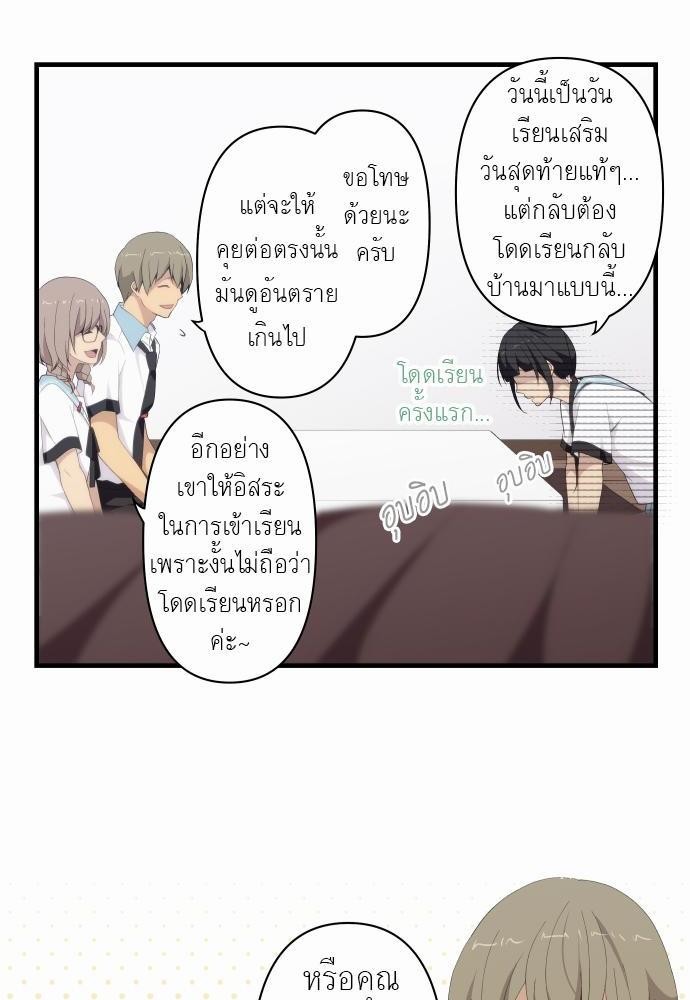 วันนี้เป็นวัน
เรียนเสริม
วันสุดท้ายแท้ๆ...
แต่กลับต้อง
โดดเรียนกลับ
บ้านมาแบบนี้...
ขอโทษ
ด้วยนะ
ครับ
แต่จะให้
คุยต่อตรงนั้น
มันดูอันตราย
เกินไป
โดดเรียน
ครั้งแรก...
อุบอิบ
อุบอิบ
อีกอย่าง
เขาให้อิสระ
ในการเข้าเรียน
เพราะงั้นไม่ถือว่า
โดดเรียนหรอก
ค่ะ~
หรือคุณ